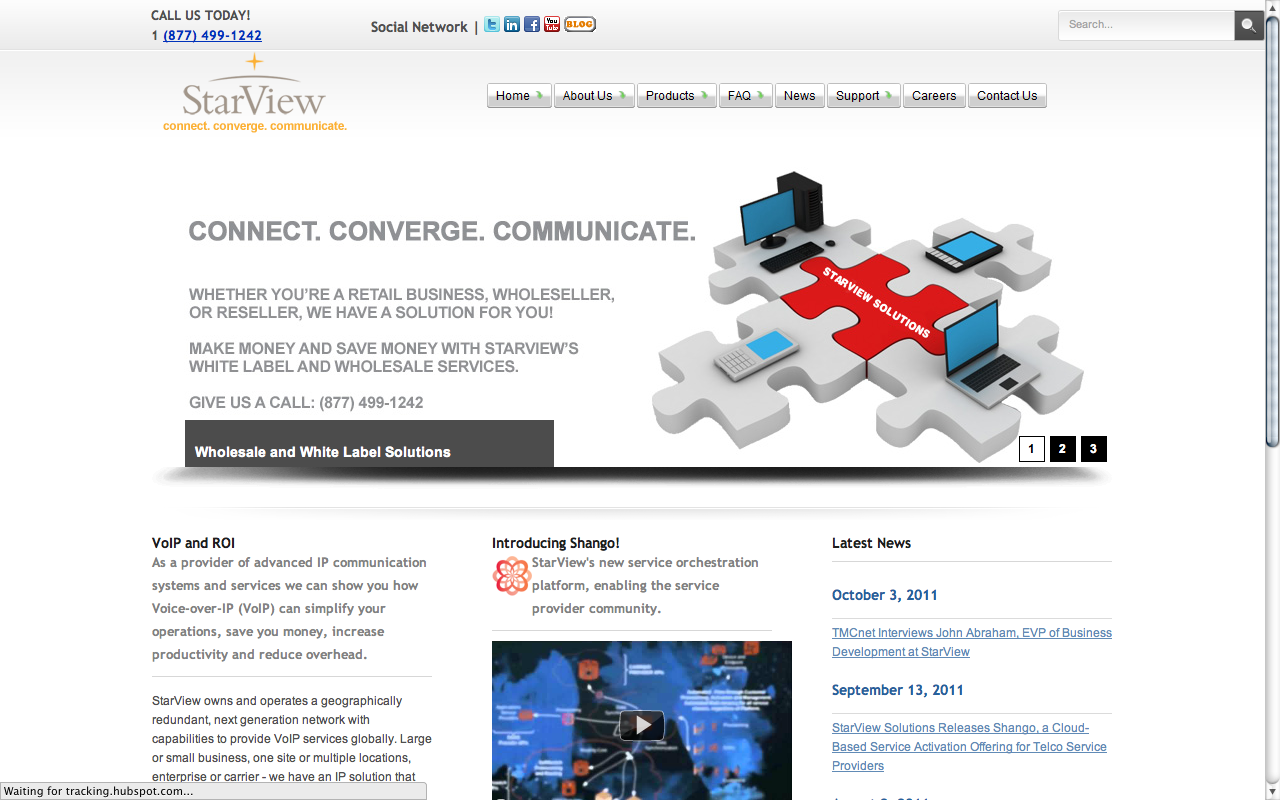 CALL US TODAY!
1 (877) 499-1242
Social Network |
BLOG
Search...
StarView
connect. converge. communicate.
Home
About Us
Products
FAQ
News
Support
Careers
Contact Us
CONNECT. CONVERGE. COMMUNICATE.
WHETHER YOU'RE A RETAIL BUSINESS, WHOLESELLER,
OR RESELLER, WE HAVE A SOLUTION FOR YOU!
MAKE MONEY AND SAVE MONEY WITH STARVIEW'S
WHITE LABEL AND WHOLESALE SERVICES.
GIVE US A CALL: (877) 499-1242
STARVIEW SOLUTIONS
Wholesale and White Label Solutions
1 2 3
VoIP and ROI
As a provider of advanced IP communication
systems and services we can show you how
Voice-over-IP (VoIP) can simplify your
operations, save you money, increase
productivity and reduce overhead.
StarView owns and operates a geographically
redundant, next generation network with
capabilities to provide VoIP services globally. Large
or small business, one site or multiple locations,
enterprise or carrier - we have an IP solution that
Introducing Shango!
StarView's new service orchestration
platform, enabling the service
provider community.
Latest News
October 3, 2011
TMCnet Interviews John Abraham, EVP of Business
Development at StarView
September 13, 2011
StarView Solutions Releases Shango, a Cloud-
Based Service Activation Offering for Telco Service
Providers
Waiting for tracking.hubspot.com...